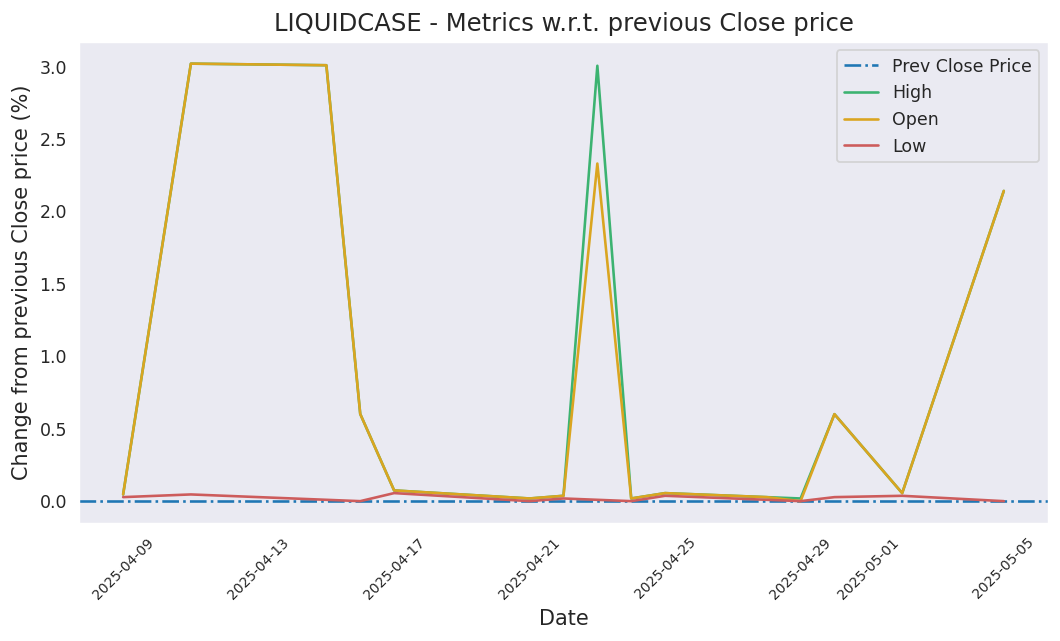 LIQUIDCASE - Metrics w.r.t. previous Close price
Change from previous Close price (%)
3.0
2.5
2.0
1.5
1.0
0.5
0.0
Prev Close Price
High
Open
Low
2025-04-09
2025-04-13
2025-04-17
2025-04-21
2025-04-25
2025-04-29
2025-05-01
2025-05-05
Date